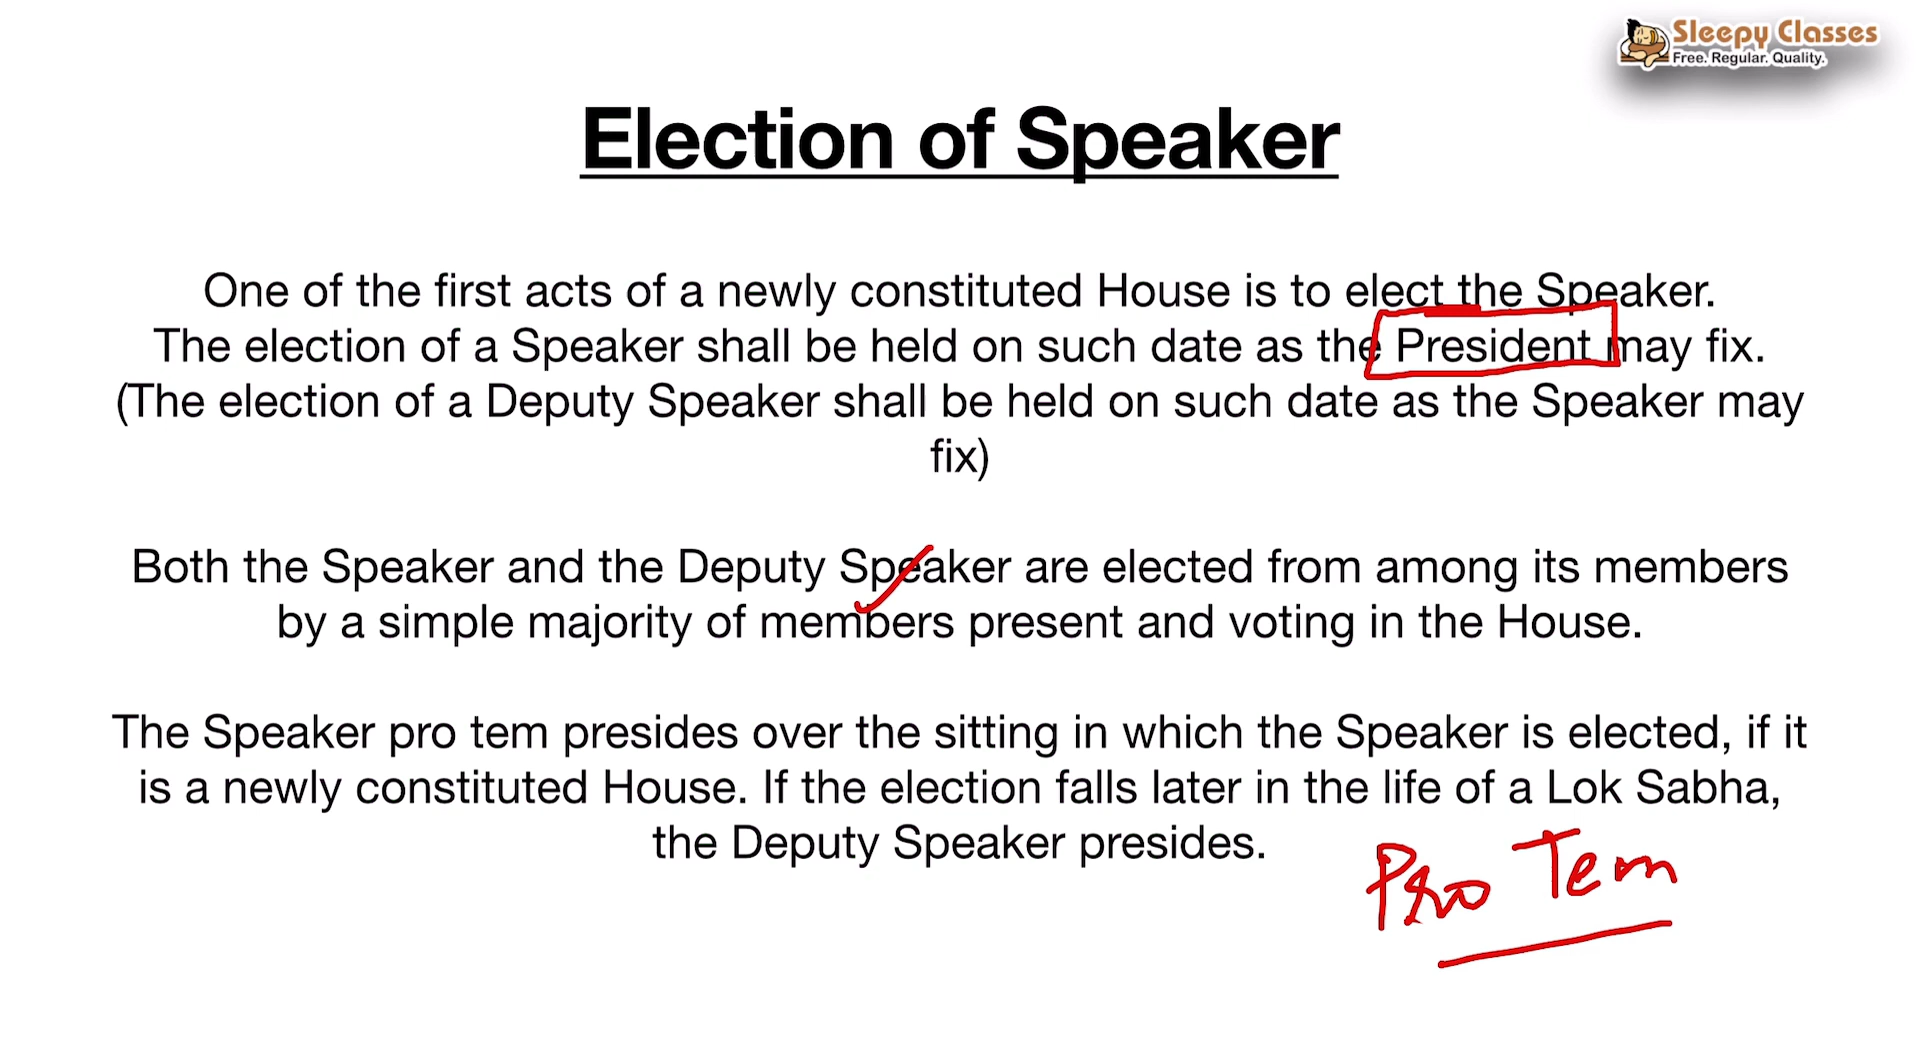 Sleepy Classes
Free. Regular. Quality.
Election of Speaker
One of the first acts of a newly constituted House is to elect the Speaker.
The election of a Speaker shall be held on such date as the President may fix.
(The election of a Deputy Speaker shall be held on such date as the Speaker may
fix)
Both the Speaker and the Deputy Speaker are elected from among its members
by a simple majority of members present and voting in the House.
The Speaker pro tem presides over the sitting in which the Speaker is elected, if it
is a newly constituted House. If the election falls later in the life of a Lok Sabha,
the Deputy Speaker presides.
Pro Tem